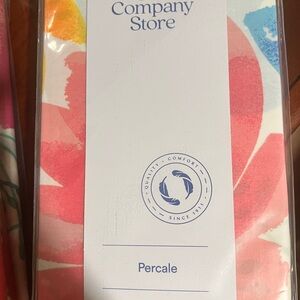 Company
Store
QUALITY · COMFORT
SINCE 1911
Percale